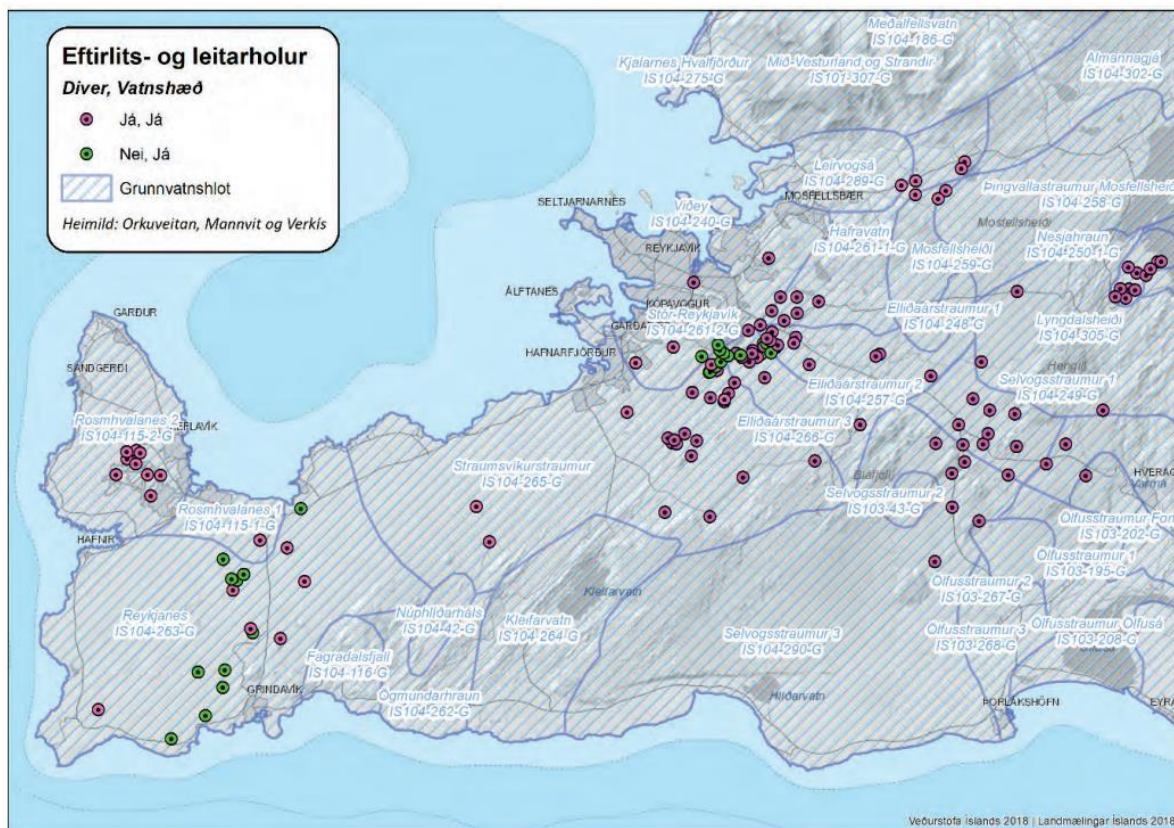 Eftirlits- og leitarholur
Diver, Vatnshæð
Já, Já
Nei, Já
Grunnvatnshlot
Heimild: Orkuveitan, Mannvit og Verkís
Meðalfellsvatn
IS104-186-G
Kjalarnes Hvalfjörður
IS104-275-G
Mið-Vesturland og Strandir
IS101-307-G
Almannagjá
IS104-302-G
Leirvogsá
IS104-289-G
MOSFELLSBÆR
Þingvallastraumur Mosfellsheiði
IS104-258-G
Mosfellsheiði
SELTJARNARNES
Viðey
IS104-240-G
REYKJAVÍK
Hafravatn
IS104-261-1-G
Mosfellsheiði
IS104-259-G
Nesjahraun
IS104-250-1-G
ÁLFTANES
KÓPAVOGUR
Stór-Reykjavík
IS104-261-2-G
Elliðaárstraumur 1
IS104-248-G
Lyngdalsheiði
IS104-305-G
GARÐUR
HAFNARFJÖRÐUR
SANDGERÐI
Hengill
Elliðaárstraumur 2
IS104-257-G
Selvogsstraumur 1
IS104-249-G
Rosmhvalanes 2
IS104-115-2-G
Elliðaárstraumur 3
IS104-266-G
Straumsvíkurstraumur
IS104-265-G
Bláfjöll
HVERAG
Varmá
Selvogsstraumur 2
IS103-43-G
Rosmhvalanes 1
IS104-115-1-G
HAFNIR
Ölfusstraumur
IS103-202-G
Ölfusstraumur 1
IS103-195-G
Kleifarvatn
Ölfusstraumur 2
IS103-267-G
Reykjanes
IS104-263-G
Núphlíðarháls
IS104-42-G
Kleifarvatn
IS104-264-G
Selvogsstraumur 3
IS104-290-G
Ölfusstraumur 3
IS103-268-G
Ölfusstraumur Ölfusá
IS103-208-G
Fagradalsfjall
IS104-116-G
GRINDAVÍK
Ögmundarhraun
IS104-262-G
Hlíðarvatn
ÞORLÁKSHÖFN
EYRA
Veðurstofa Íslands 2018 | Landmælingar Íslands 2018